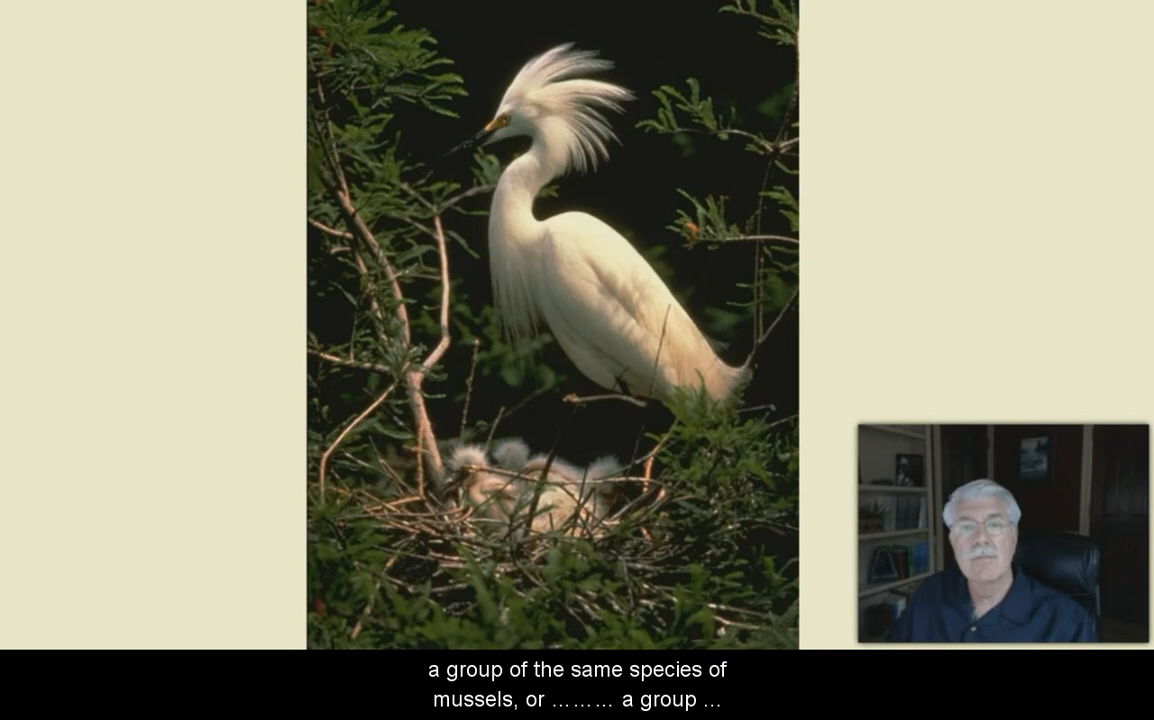 a group of the same species of
mussels, or ……… a group …